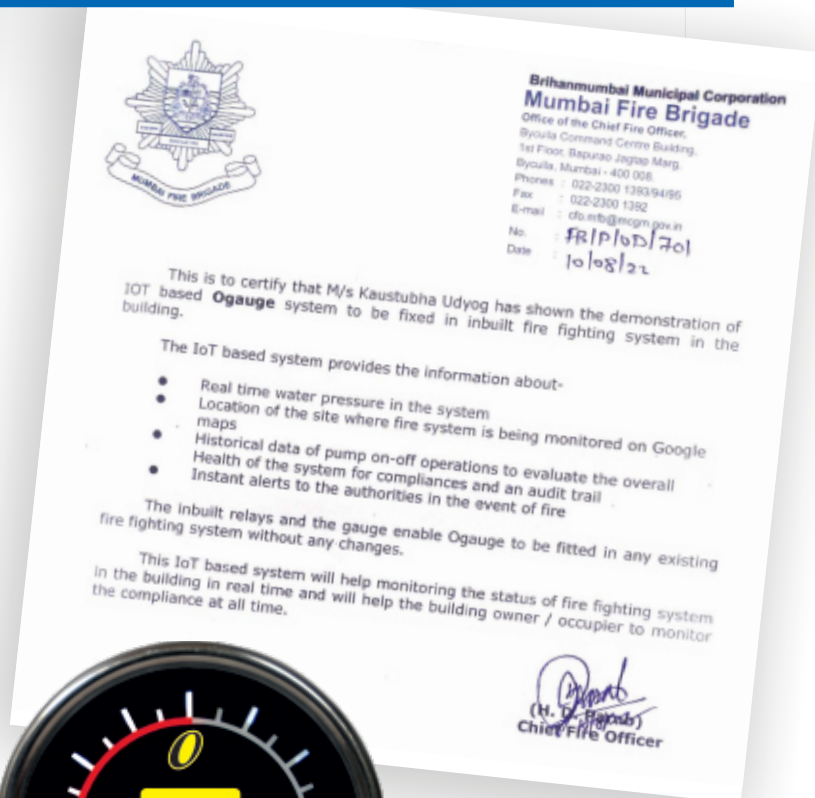 MUMBAI FIRE BRIGADE
Brihanmumbai Municipal Corporation
Mumbai Fire Brigade
Office of the Chief Fire Officer,
Byculla Command Centre Building,
1st Floor, Bapurao Jagtap Marg,
Byculla, Mumbai - 400 008.
Phones : 022-2300 1393/94/95
Fax : 022-2300 1392
E-mail : cfo.mfb@mcgm.gov.in
No. : FB/P/OD/701
Date : 10/08/22
This is to certify that M/s Kaustubha Udyog has shown the demonstration of
IOT based Ogauge system to be fixed in inbuilt fire fighting system in the
building.
The IoT based system provides the information about-
● Real time water pressure in the system
● Location of the site where fire system is being monitored on Google
maps
● Historical data of pump on-off operations to evaluate the overall
Health of the system for compliances and an audit trail
● Instant alerts to the authorities in the event of fire
The inbuilt relays and the gauge enable Ogauge to be fitted in any existing
fire fighting system without any changes.
This IoT based system will help monitoring the status of fire fighting system
in the building in real time and will help the building owner / occupier to monitor
the compliance at all time.
(H. D.
Chief Fire Officer